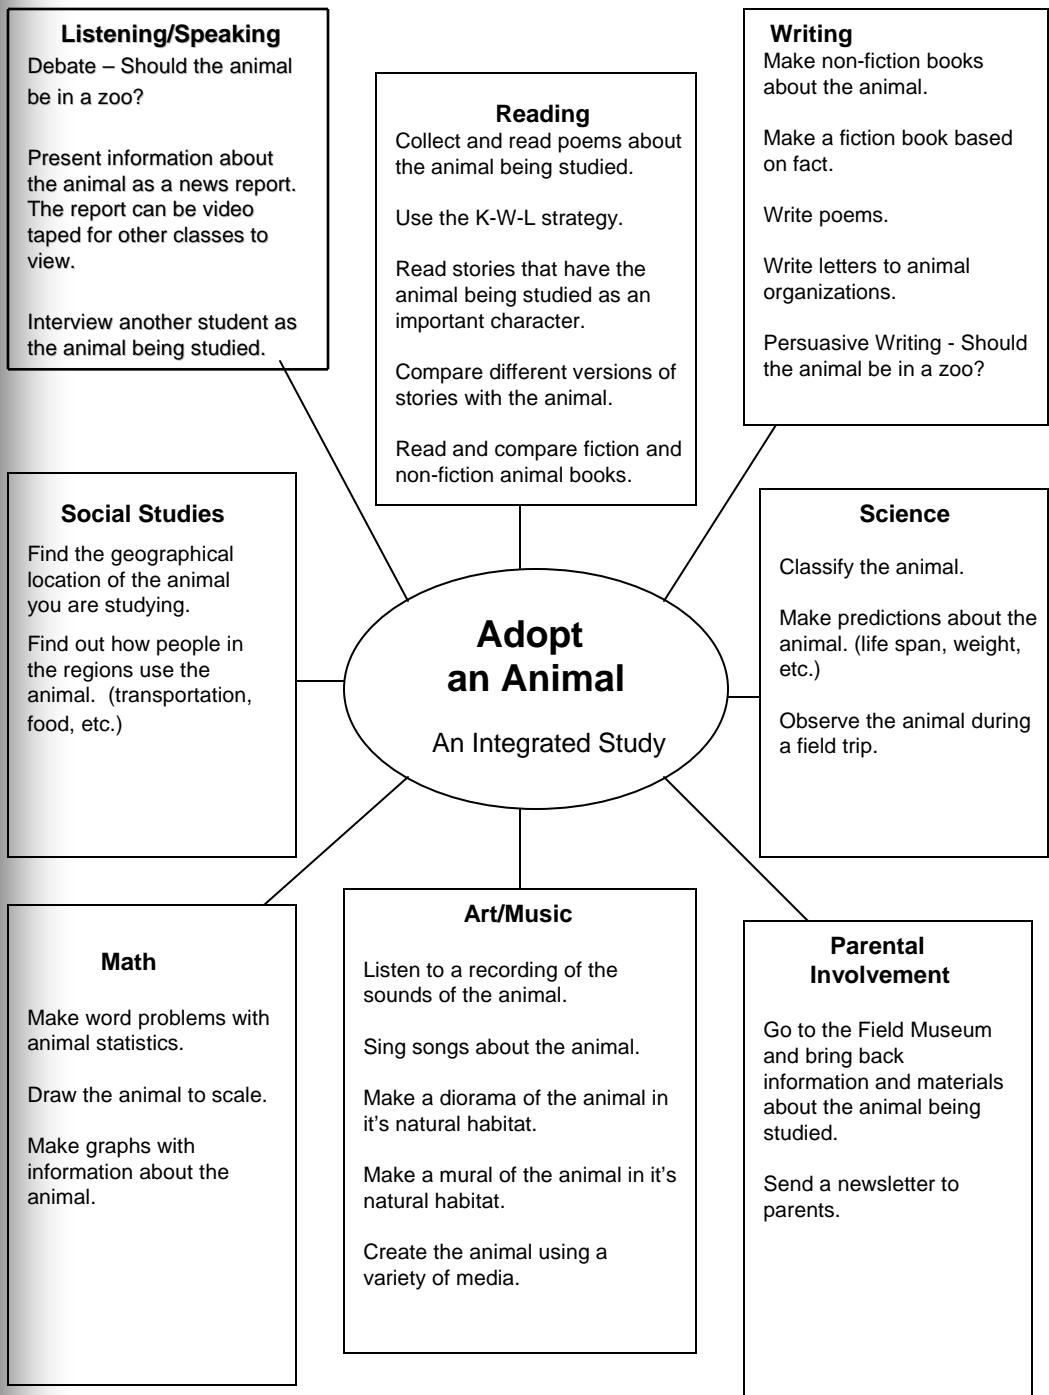 Listening/Speaking
Debate – Should the animal
be in a zoo?
Present information about
the animal as a news report.
The report can be video
taped for other classes to
view.
Interview another student as
the animal being studied.
Reading
Collect and read poems about
the animal being studied.
Use the K-W-L strategy.
Read stories that have the
animal being studied as an
important character.
Compare different versions of
stories with the animal.
Read and compare fiction and
non-fiction animal books.
Writing
Make non-fiction books
about the animal.
Make a fiction book based
on fact.
Write poems.
Write letters to animal
organizations.
Persuasive Writing - Should
the animal be in a zoo?
Social Studies
Find the geographical
location of the animal
you are studying.
Find out how people in
the regions use the
animal.  (transportation,
food, etc.)
Adopt
an Animal
An Integrated Study
Science
Classify the animal.
Make predictions about the
animal. (life span, weight,
etc.)
Observe the animal during
a field trip.
Math
Make word problems with
animal statistics.
Draw the animal to scale.
Make graphs with
information about the
animal.
Art/Music
Listen to a recording of the
sounds of the animal.
Sing songs about the animal.
Make a diorama of the animal in
it's natural habitat.
Make a mural of the animal in it's
natural habitat.
Create the animal using a
variety of media.
Parental
Involvement
Go to the Field Museum
and bring back
information and materials
about the animal being
studied.
Send a newsletter to
parents.